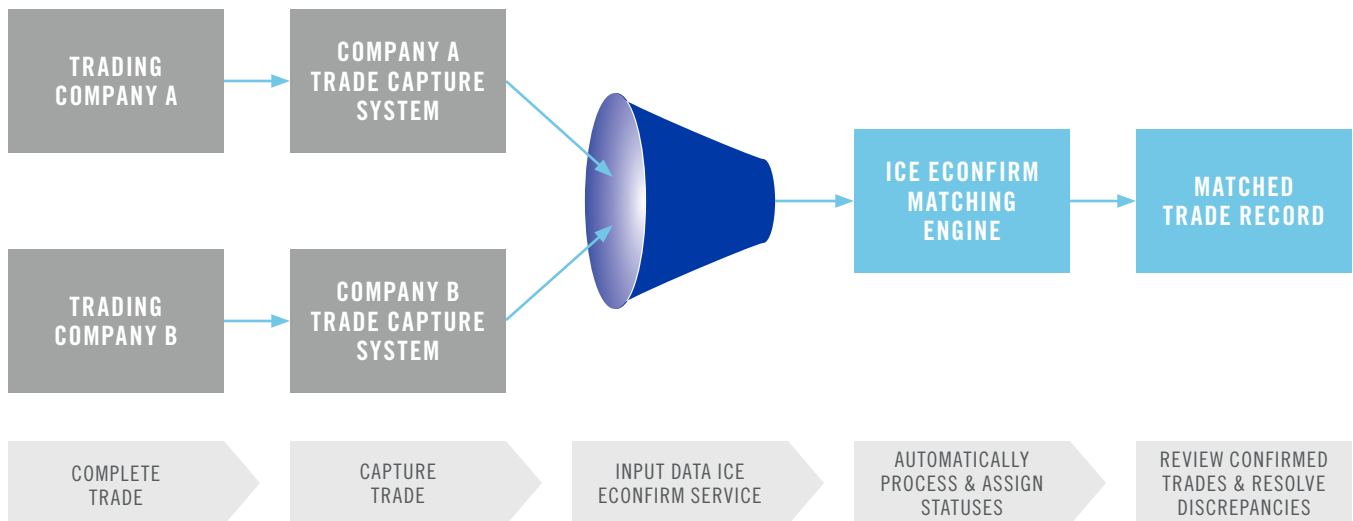 TRADING
COMPANY A
COMPANY A
TRADE CAPTURE
SYSTEM
ICE ECONFIRM
MATCHING
ENGINE
MATCHED
TRADE RECORD
TRADING
COMPANY B
COMPANY B
TRADE CAPTURE
SYSTEM
COMPLETE
TRADE
CAPTURE
TRADE
INPUT DATA ICE
ECONFIRM SERVICE
AUTOMATICALLY
PROCESS & ASSIGN
STATUSES
REVIEW CONFIRMED
TRADES & RESOLVE
DISCREPANCIES